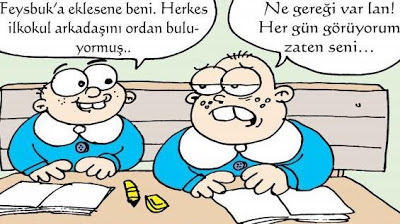 Feysbuk'a eklesene beni. Herkes
ilkokul arkadaşını ordan bulu-
yormuş..
Ne gereği var lan!
Her gün görüyorum
zaten seni...